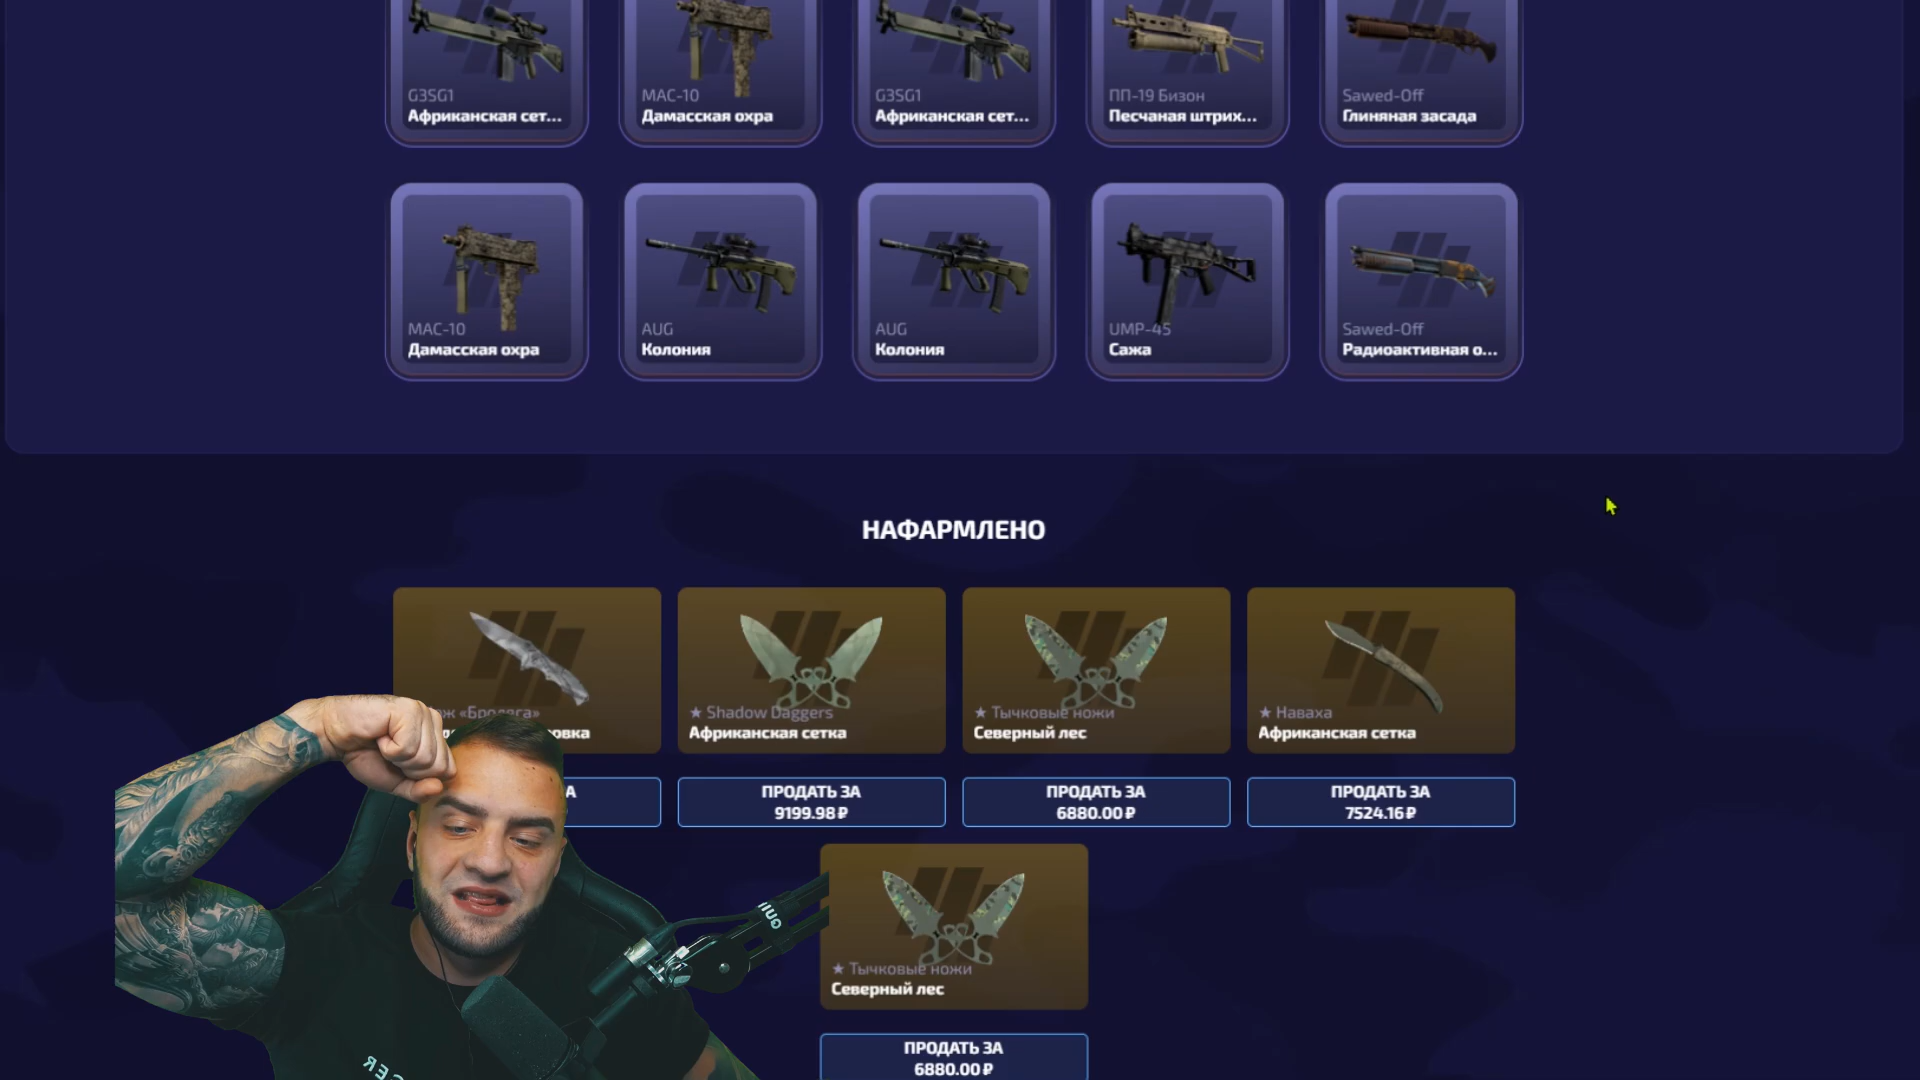 G3SG1
Африканская сет...
MAC-10
Дамасская охра
G3SG1
Африканская сет...
ПП-19 Бизон
Песчаная штрих...
Sawed-Off
Глиняная засада
MAC-10
Дамасская охра
AUG
Колония
AUG
Колония
UMP-45
Сажа
Sawed-Off
Радиоактивная о...
НАФАРМЛЕНО
«Бродяга»
★ Shadow Daggers
Африканская сетка
★ Тычковые ножи
Северный лес
★ Наваха
Африканская сетка
ПРОДАТЬ ЗА
9199.98₽
ПРОДАТЬ ЗА
6880.00₽
ПРОДАТЬ ЗА
7524.16₽
★ Тычковые ножи
Северный лес
ПРОДАТЬ ЗА
6880.00₽